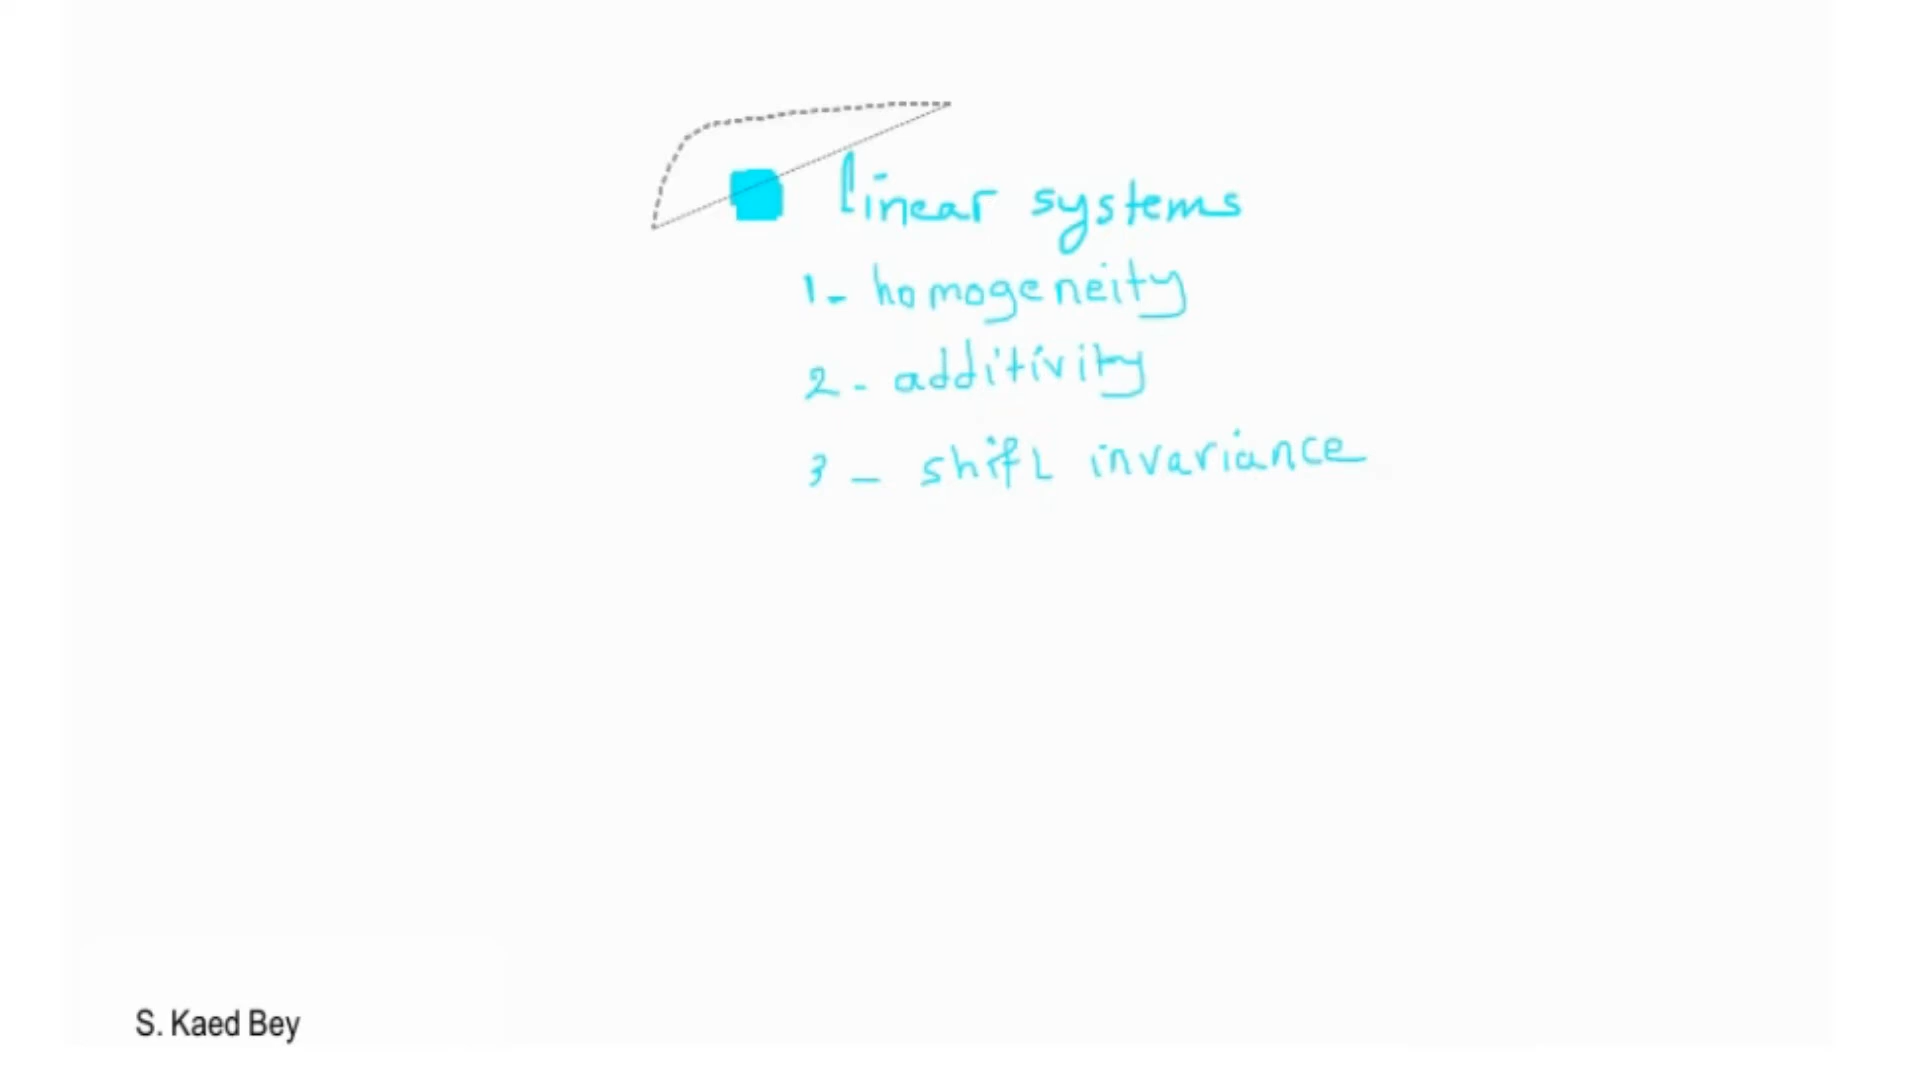 linear systems
1- homogeneity
2- additivity
3- shift invariance
S. Kaed Bey